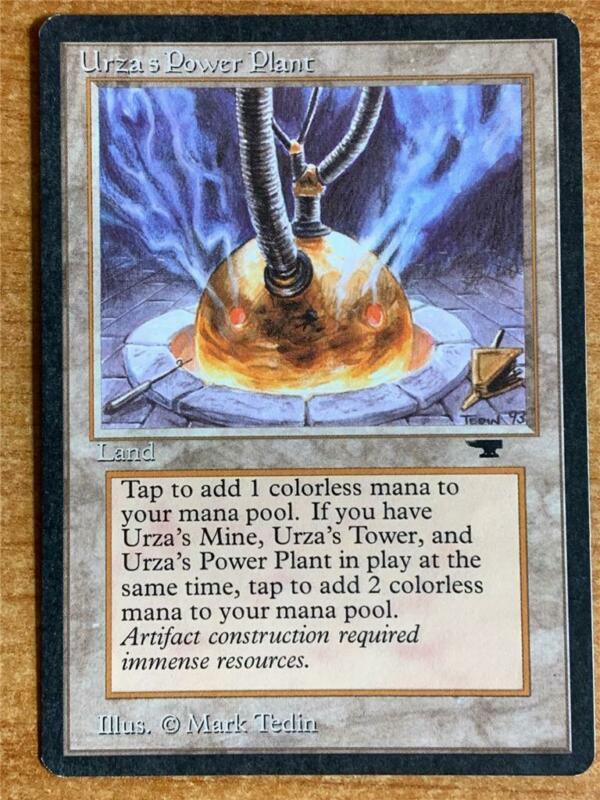 Urza's Power Plant
TEDIN '93
Land
Tap to add 1 colorless mana to
your mana pool. If you have
Urza's Mine, Urza's Tower, and
Urza's Power Plant in play at the
same time, tap to add 2 colorless
mana to your mana pool.
Artifact construction required
immense resources.
Illus. © Mark Tedin